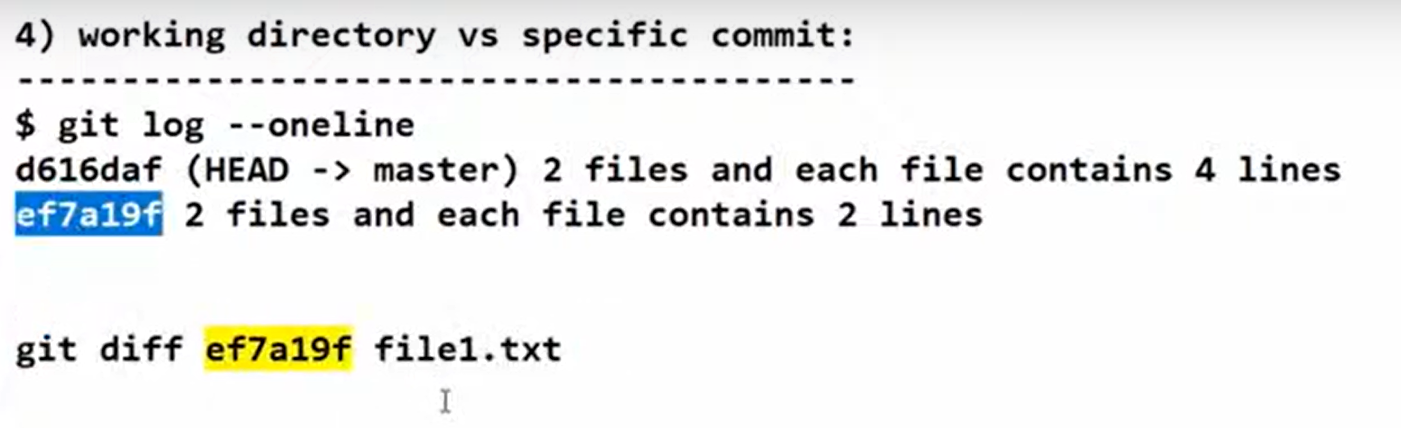 4) working directory vs specific commit:
----------------------------------------
$ git log --oneline
d616daf (HEAD -> master) 2 files and each file contains 4 lines
ef7a19f 2 files and each file contains 2 lines
git diff ef7a19f file1.txt